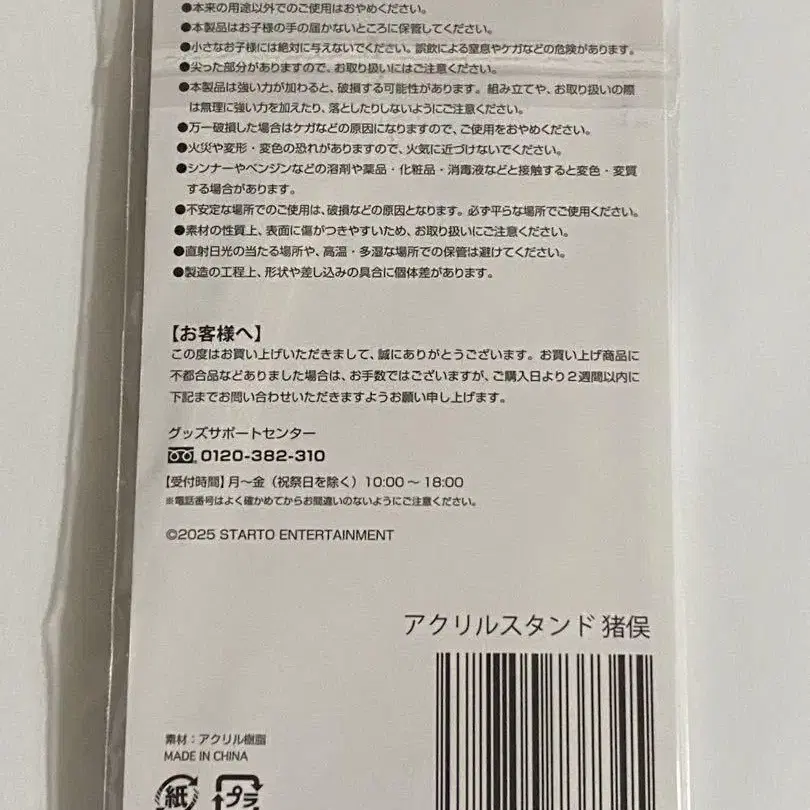 ●本来の用途以外でのご使用はおやめください。
●本製品はお子様の手の届かないところに保管してください。
●小さなお子様には絶対に与えないでください。誤飲による窒息やケガなどの危険があります。
●尖った部分がありますので、お取り扱いにはご注意ください。
●本製品は強い力が加わると、破損する可能性があります。組み立てや、お取り扱いの際
は無理に強い力を加えたり、落としたりしないようにご注意ください。
●万一破損した場合はケガなどの原因になりますので、ご使用をおやめください。
●火災や変形・変色の恐れがありますので、火気に近づけないでください。
●シンナーやベンジンなどの溶剤や薬品・化粧品・消毒液などと接触すると変色・変質
する場合があります。
●不安定な場所でのご使用は、破損などの原因となります。必ず平らな場所でご使用ください。
●素材の性質上、表面に傷がつきやすいため、お取り扱いにご注意ください。
●直射日光の当たる場所や、高温・多湿な場所での保管は避けてください。
●製造の工程上、形状や差し込みの具合に個体差があります。
【お客様へ】
この度はお買い上げいただきまして、誠にありがとうございます。お買い上げ商品に
不都合品などありました場合は、お手数ではございますが、ご購入日より2週間以内に
下記までお問い合わせいただきますようお願い申し上げます。
グッズサポートセンター
0120-382-310
【受付時間】月～金（祝祭日を除く）10:00～18:00
※電話番号はよく確かめてからお間違いのないようにご注意ください。
©2025 STARTO ENTERTAINMENT
アクリルスタンド 猪俣
素材：アクリル樹脂
MADE IN CHINA
紙 プラ